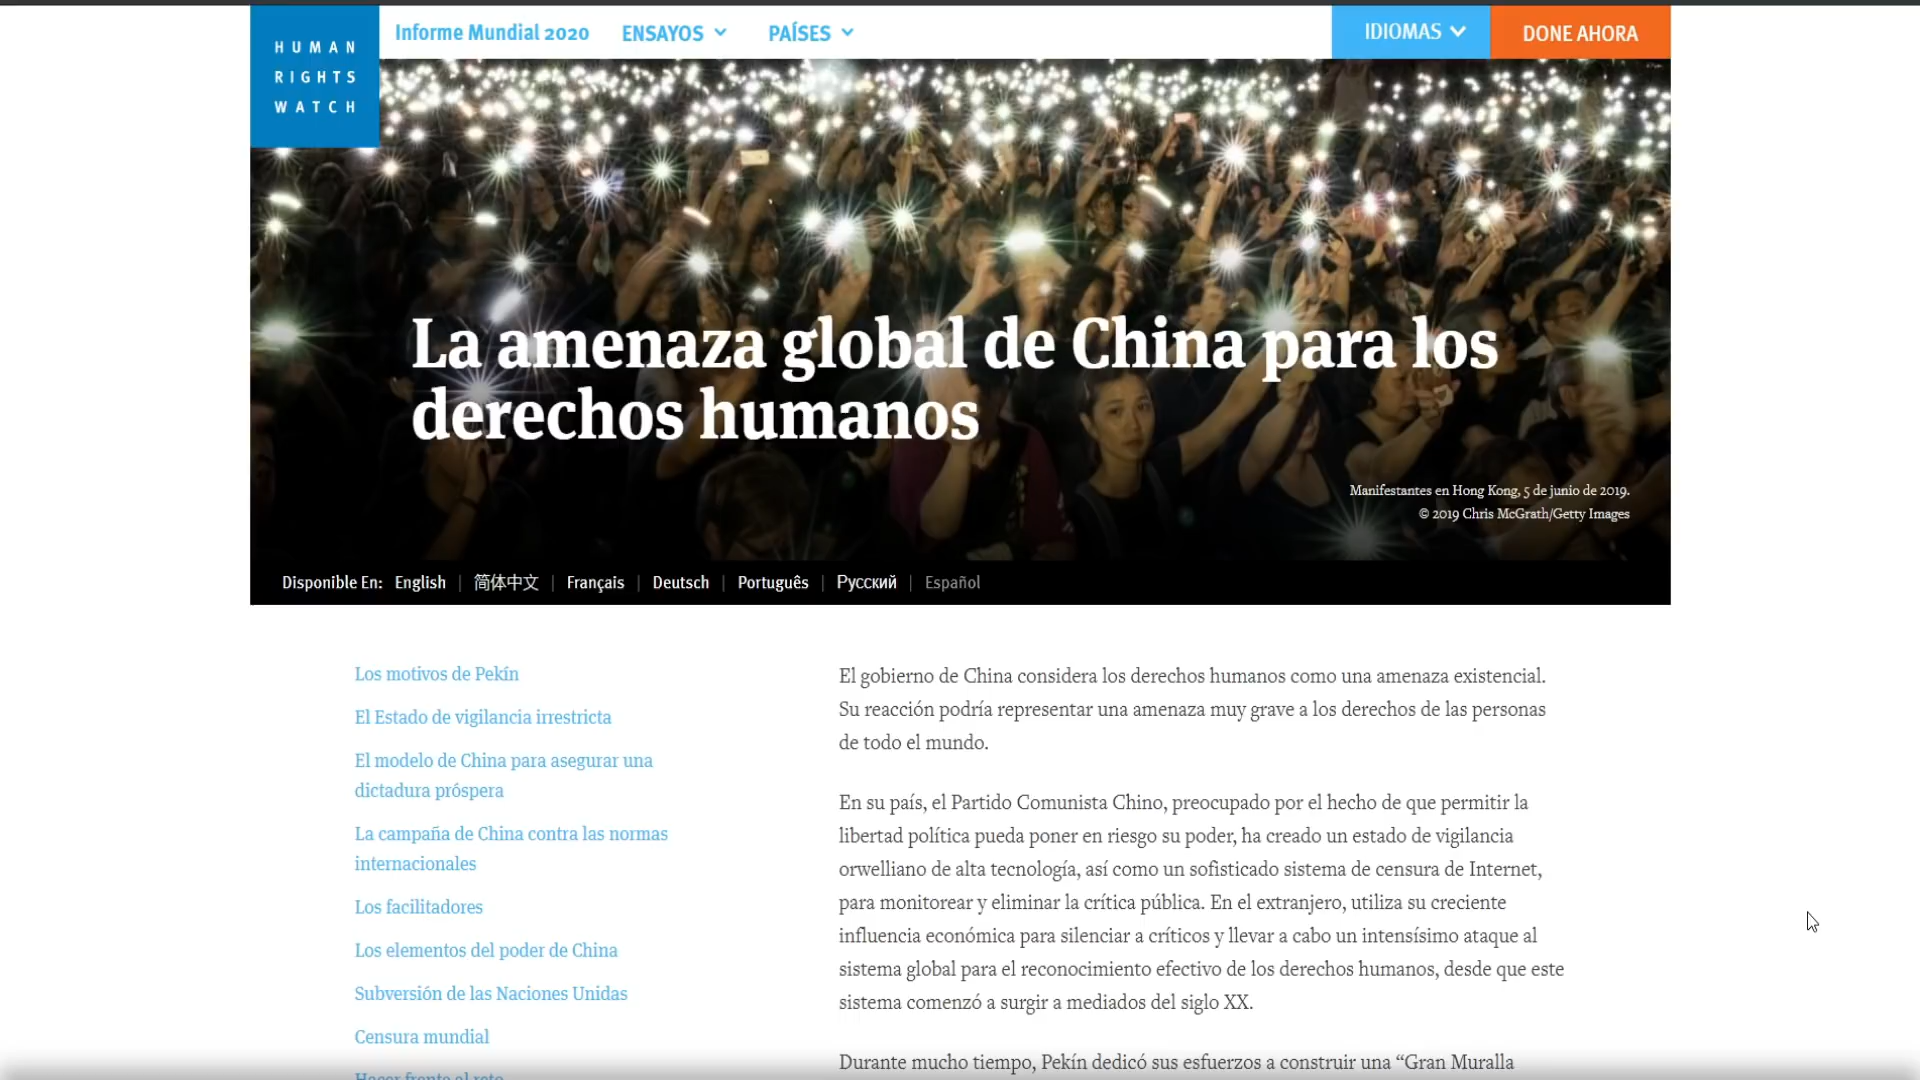 HUMAN
RIGHTS
WATCH
Informe Mundial 2020
ENSAYOS
PAÍSES
IDIOMAS
DONE AHORA
La amenaza global de China para los
derechos humanos
Manifestantes en Hong Kong, 5 de junio de 2019.
© 2019 Chris McGrath/Getty Images
Disponible En: English | 简体中文 | Français | Deutsch | Português | Русский | Español
Los motivos de Pekín
El Estado de vigilancia irrestricta
El modelo de China para asegurar una
dictadura próspera
La campaña de China contra las normas
internacionales
Los facilitadores
Los elementos del poder de China
Subversión de las Naciones Unidas
Censura mundial
Hacer frente al reto
El gobierno de China considera los derechos humanos como una amenaza existencial.
Su reacción podría representar una amenaza muy grave a los derechos de las personas
de todo el mundo.
En su país, el Partido Comunista Chino, preocupado por el hecho de que permitir la
libertad política pueda poner en riesgo su poder, ha creado un estado de vigilancia
orwelliano de alta tecnología, así como un sofisticado sistema de censura de Internet,
para monitorear y eliminar la crítica pública. En el extranjero, utiliza su creciente
influencia económica para silenciar a críticos y llevar a cabo un intensísimo ataque al
sistema global para el reconocimiento efectivo de los derechos humanos, desde que este
sistema comenzó a surgir a mediados del siglo XX.
Durante mucho tiempo, Pekín dedicó sus esfuerzos a construir una “Gran Muralla